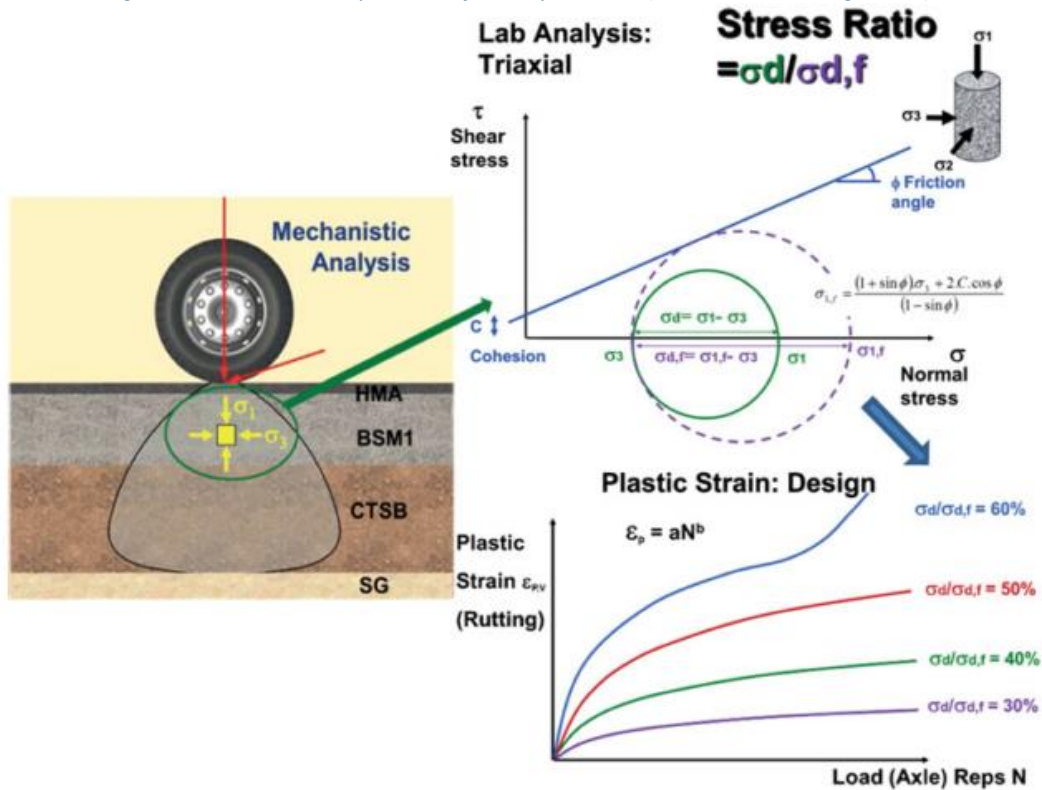 Lab Analysis:
Triaxial
Stress Ratio
=σd/σd,f
σ1
σ3
σ2
τ
Shear
stress
ϕ Friction
angle
σ1,f = (1+sinϕ)σ3 + 2.C.cosϕ
(1−sinϕ)
C
Cohesion
σd= σ1- σ3
σ3
σd,f= σ1,f- σ3
σ1
σ1,f
σ
Normal
stress
Mechanistic
Analysis
HMA
σ1
σ3
BSM1
CTSB
SG
Plastic Strain: Design
εp = aN^b
Plastic
Strain εP,V
(Rutting)
σd/σd,f = 60%
σd/σd,f = 50%
σd/σd,f = 40%
σd/σd,f = 30%
Load (Axle) Reps N